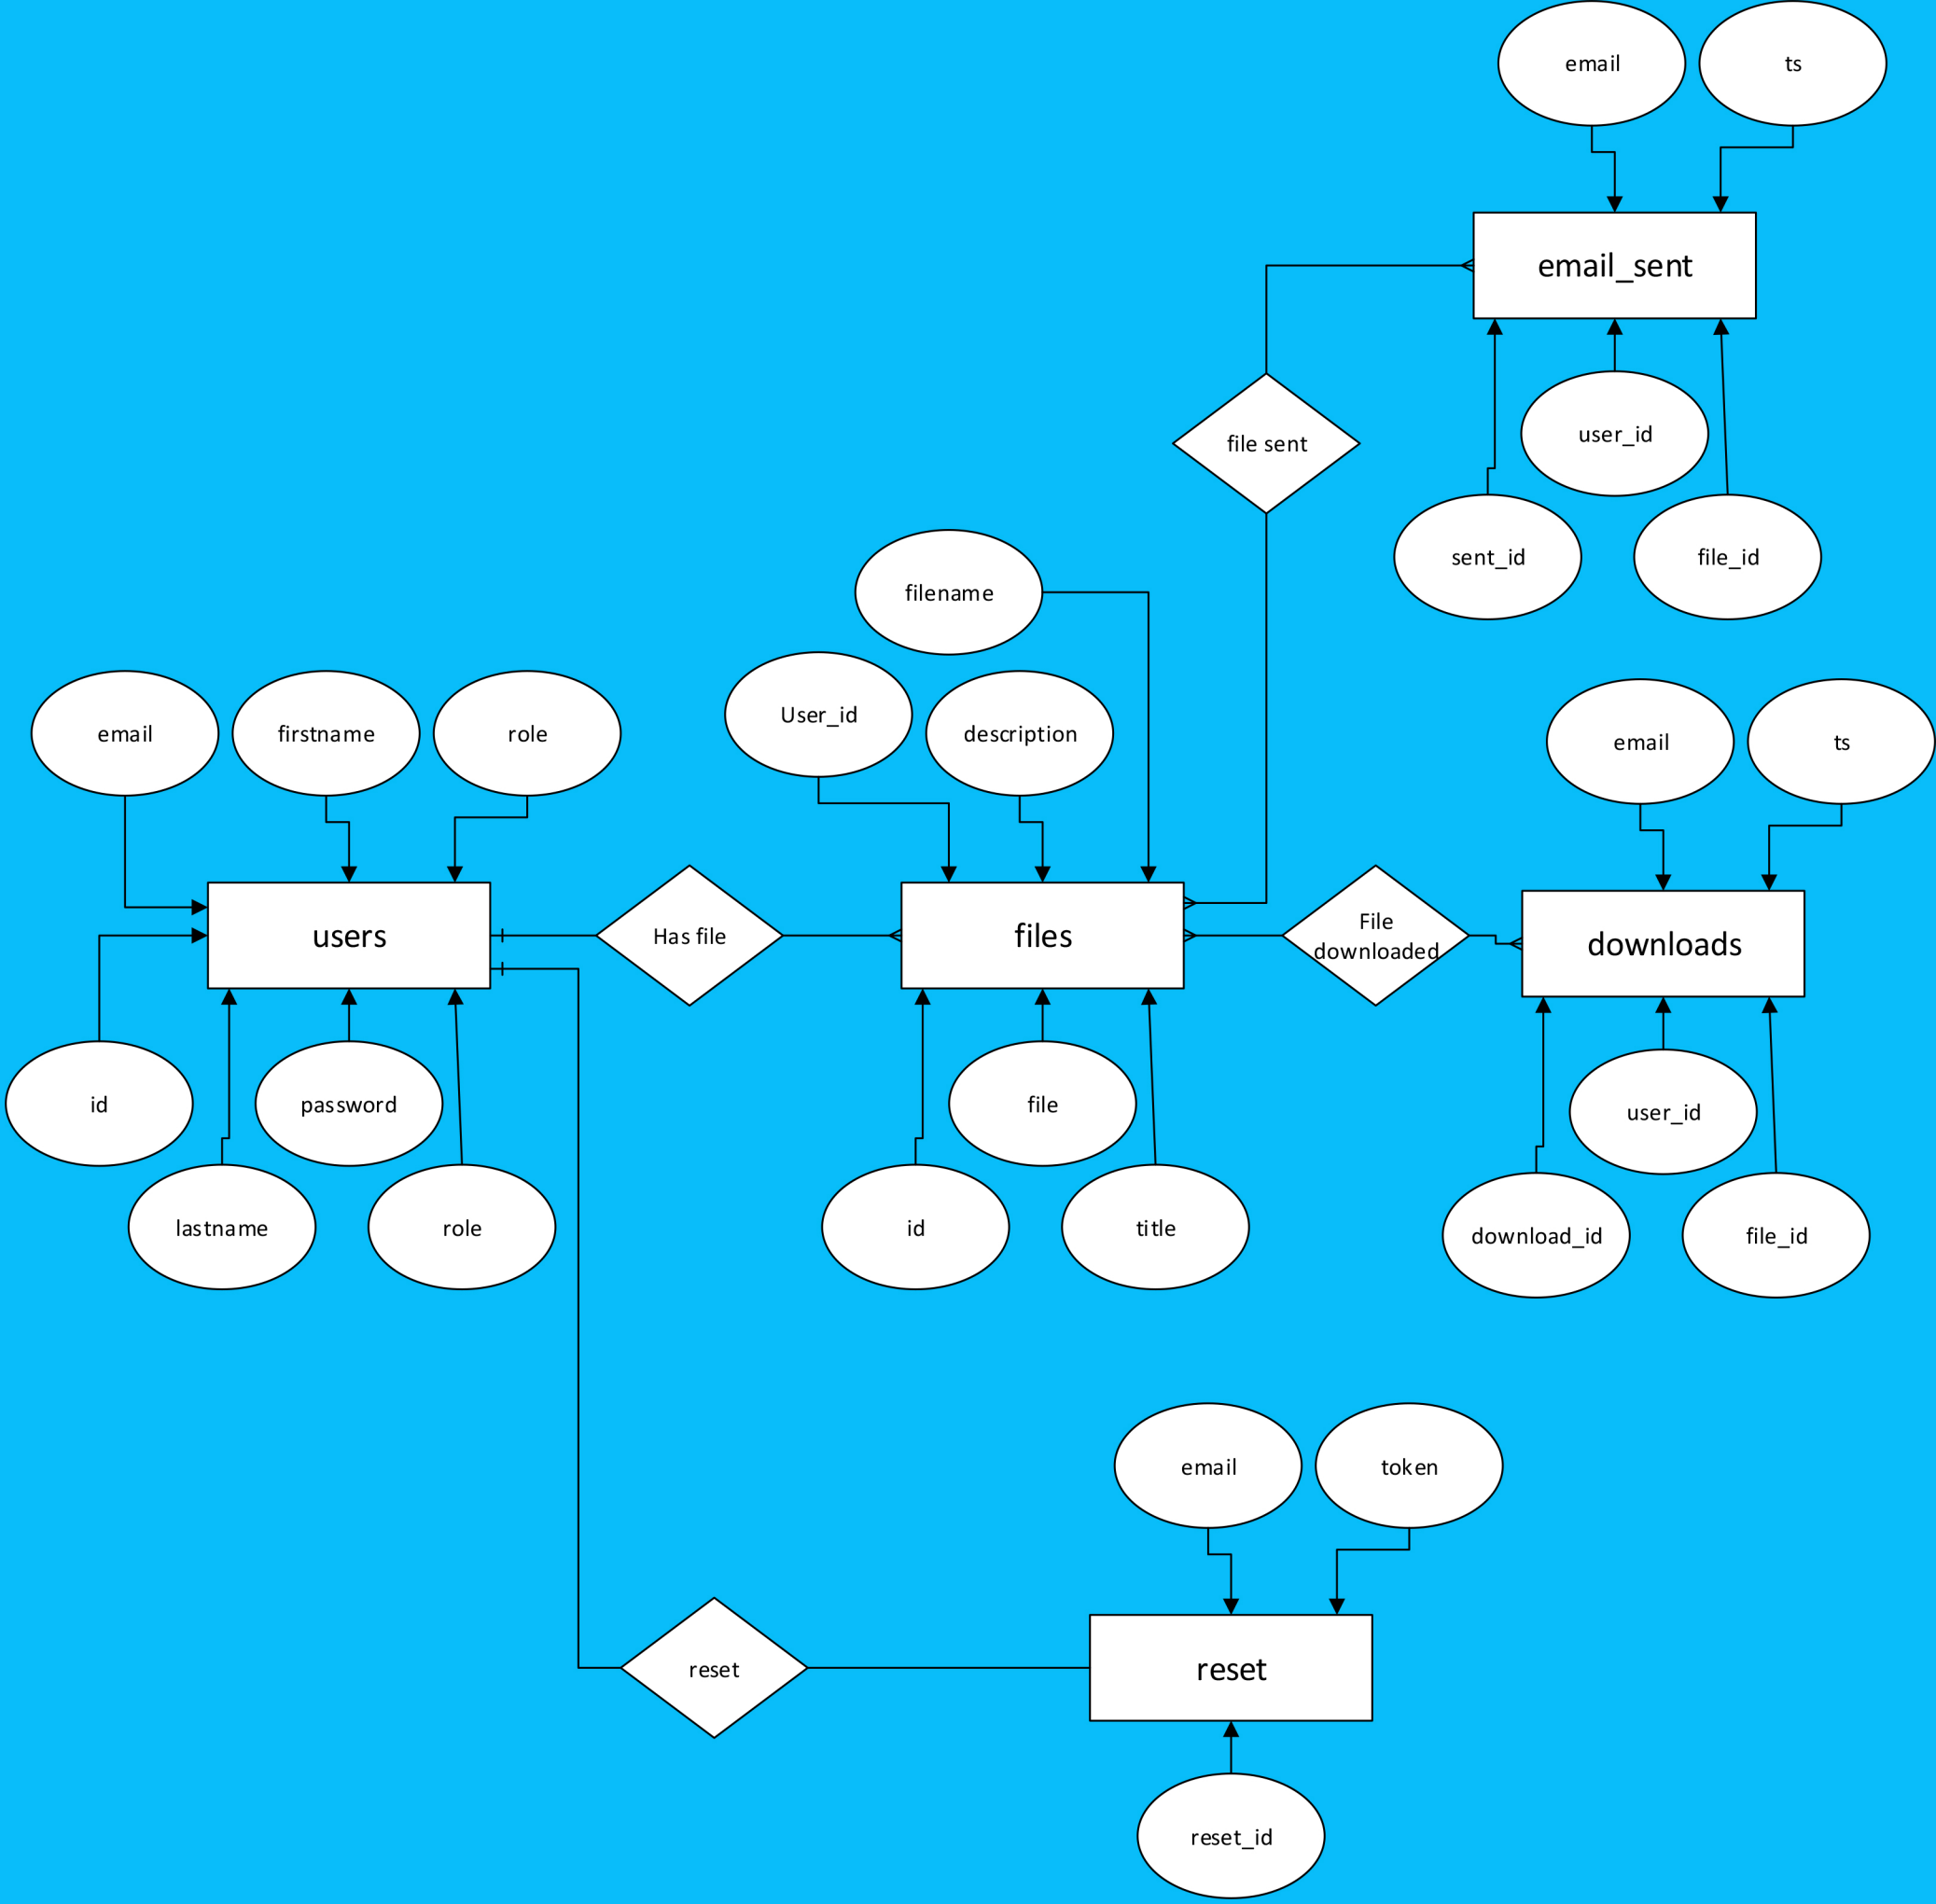 email
ts
email_sent
user_id
file sent
sent_id
file_id
filename
User_id
description
email
firstname
role
email
ts
users
Has file
files
File
downloaded
downloads
id
password
file
user_id
lastname
role
id
title
download_id
file_id
email
token
reset
reset
reset_id